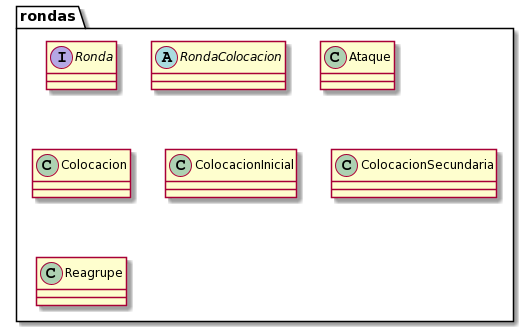 rondas
I Ronda
A RondaColocacion
C Ataque
C Colocacion
C ColocacionInicial
C ColocacionSecundaria
C Reagrupe